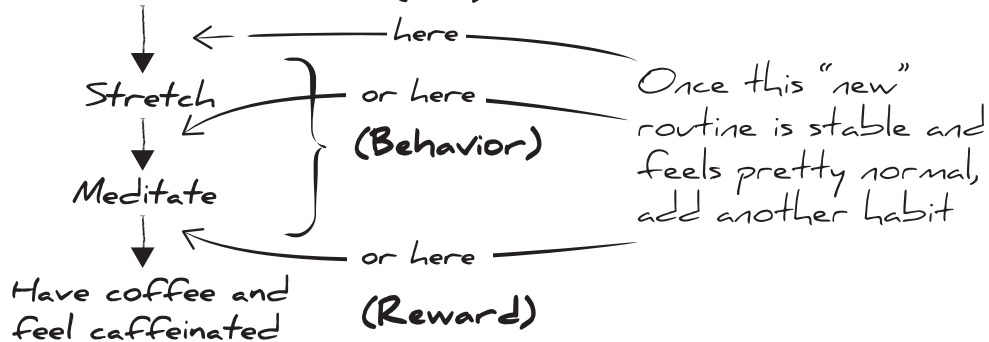 here
Stretch
or here
(Behavior)
Meditate
or here
Have coffee and
feel caffeinated
(Reward)
Once this “new”
routine is stable and
feels pretty normal,
add another habit